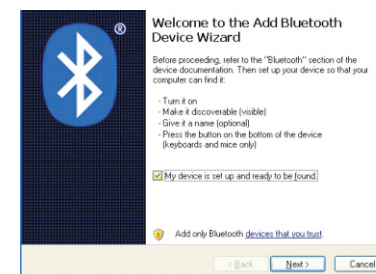 ®
Welcome to the Add Bluetooth
Device Wizard
Before proceeding, refer to the "Bluetooth" section of the
device documentation. Then set up your device so that your
computer can find it:
- Turn it on
- Make it discoverable (visible)
- Give it a name (optional)
- Press the button on the bottom of the device
(keyboards and mice only)
My device is set up and ready to be found.
Add only Bluetooth devices that you trust.
< Back Next > Cancel